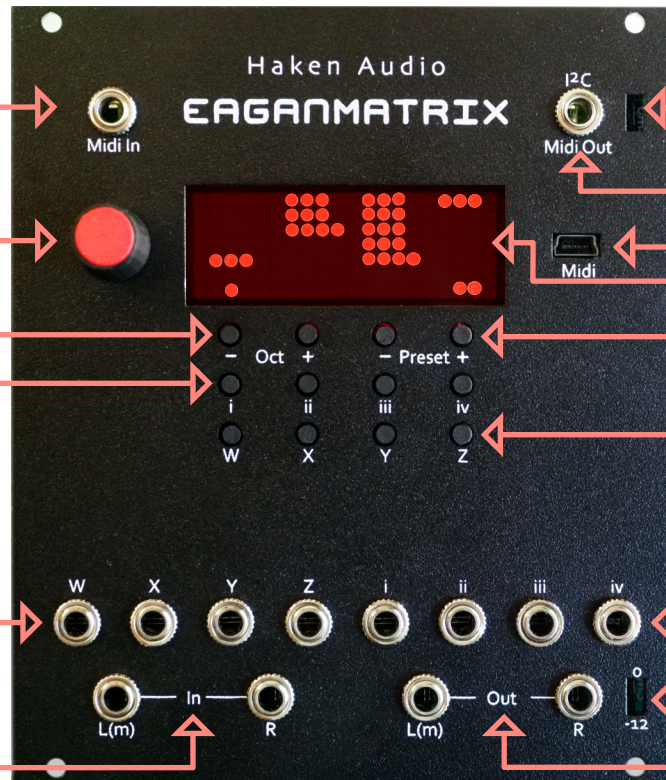 Haken Audio
I²C
EAGANMATRIX
Midi In
Midi Out
Midi
– Oct + – Preset +
i ii iii iv
W X Y Z
W X Y Z i ii iii iv
0
In
Out
L(m) R L(m) R
-12